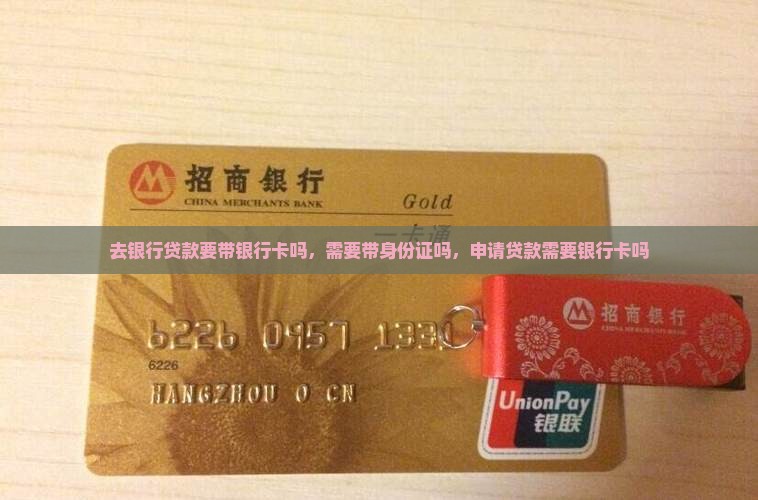 招商银行
CHINA MERCHANTS BANK
Gold
一卡通
去银行贷款要带银行卡吗，需要带身份证吗，申请贷款需要银行卡吗
招商银行
CHINA MERCHANTS BANK
6226 0957 1331
6226
HANGZHOU O CN
UnionPay
银联